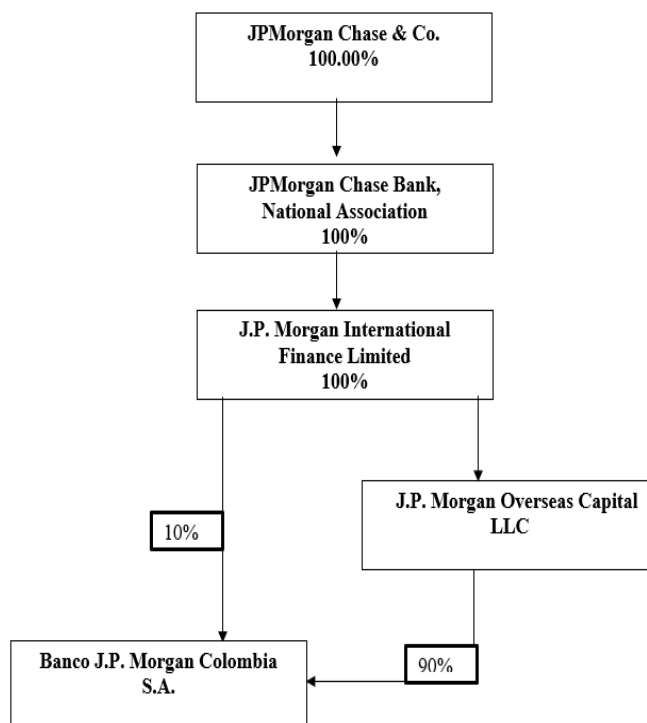 JPMorgan Chase & Co.
100.00%
JPMorgan Chase Bank,
National Association
100%
J.P. Morgan International
Finance Limited
100%
J.P. Morgan Overseas Capital
LLC
10%
Banco J.P. Morgan Colombia
S.A.
90%